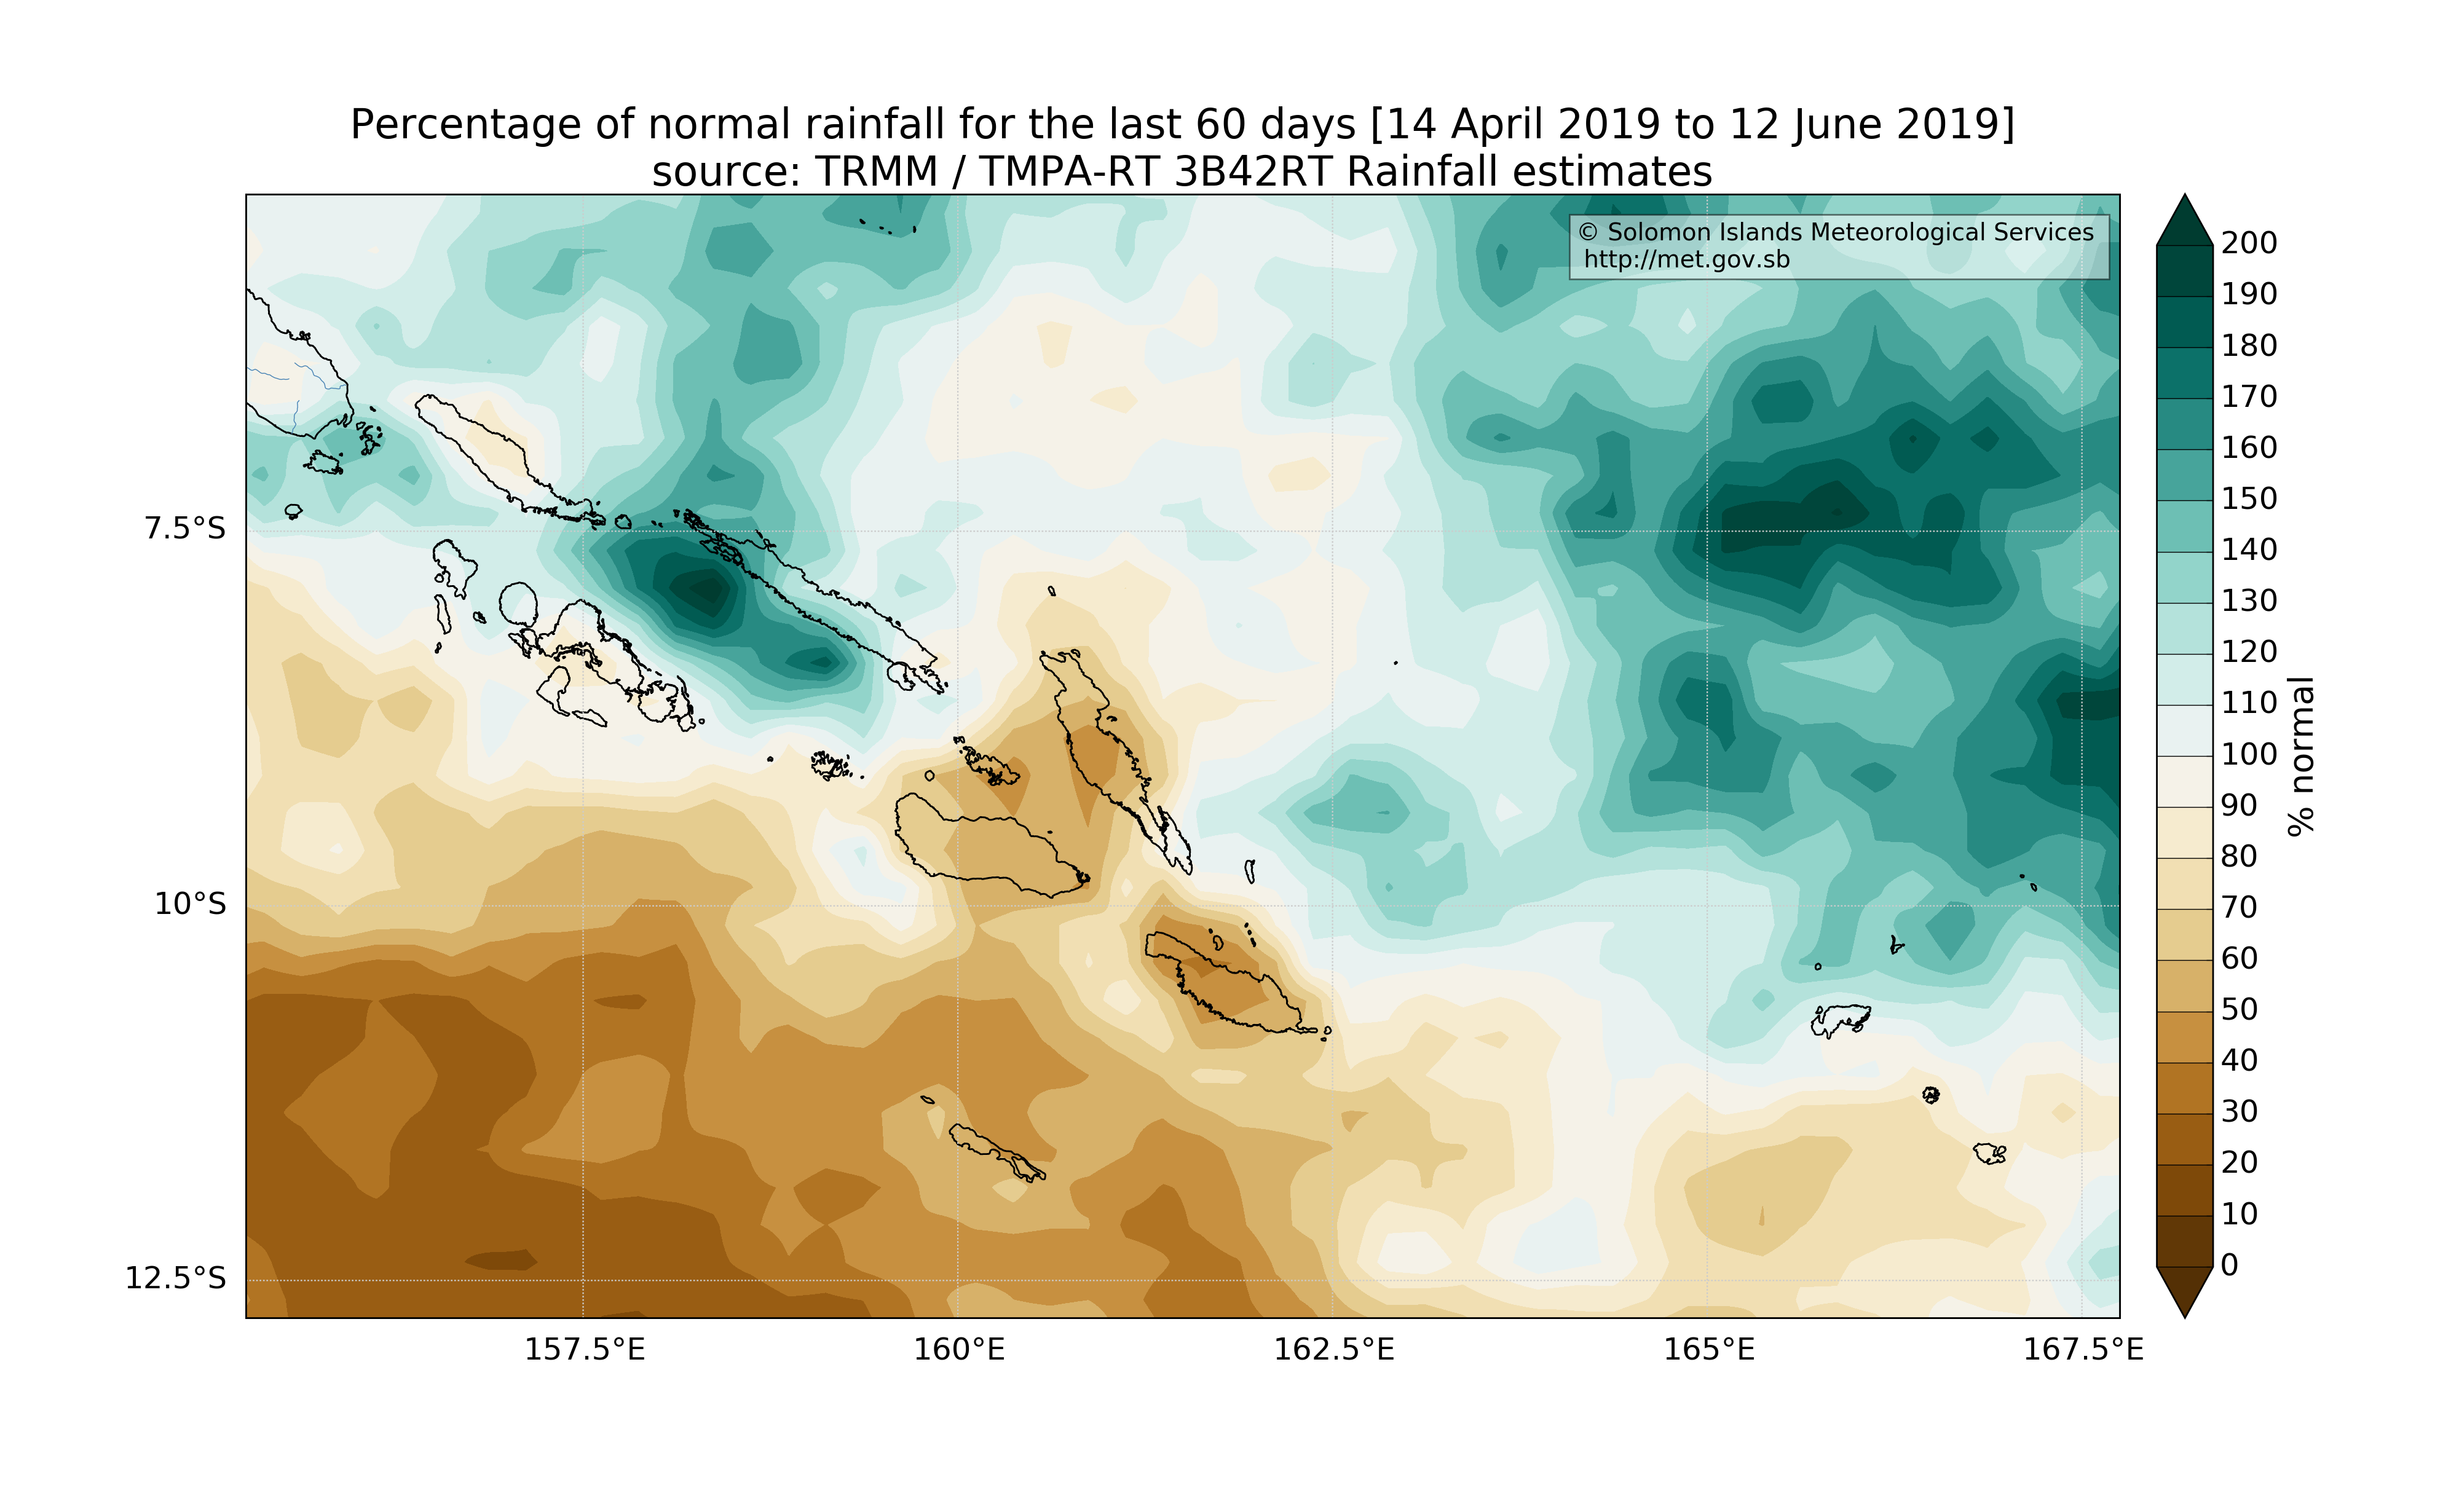 Percentage of normal rainfall for the last 60 days [14 April 2019 to 12 June 2019]
source: TRMM / TMPA-RT 3B42RT Rainfall estimates
© Solomon Islands Meteorological Services
http://met.gov.sb
7.5°S
10°S
12.5°S
157.5°E
160°E
162.5°E
165°E
167.5°E
200
190
180
170
160
150
140
130
120
110
100
90
80
70
60
50
40
30
20
10
0
% normal